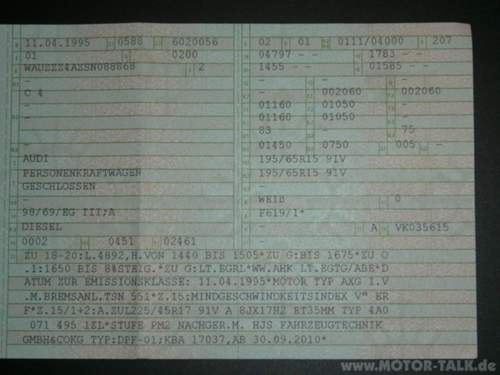 11.04.1995 0588 6020056 02 01 0111/04000 207
01 0200 04797 - 1783 -
WAUZZZ4AZSN088868 2 1455 - 01585 -
- - -
C 4 - 002060 002060
- 01160 01050 -
- 01160 01050 -
- 83 - 75
- 01450 0750 005 -
AUDI 195/65R15 91V
PERSONENKRAFTWAGEN 195/65R15 91V
GESCHLOSSEN -
- WEIß 0
98/69/EG III;A F619/1*
DIESEL - A VK035615
0002 0451 02461 -
ZU 18-20:L.4892,H.VON 1440 BIS 1505*ZU G:BIS 1675*ZU O
.1:1650 BIS 8%STEIG.*ZU G:LT.EGRL*WW.AHK LT.EGTG/ABE*D
ATUM ZUR EMISSIONSKLASSE: 11.04.1995*MOTOR TYP AXG I.V
.M.BREMSANL.TSN 551*Z.15:MINDGESCHWINDKEITSINDEX V" ER
F*Z.15/1+2:A.ZUL225/45R17 91V A 8JX17H2 ET35MM TYP 4A0
071 495 1ZL*STUFE PM2 NACHGER.M. HJS FAHRZEUGTECHNIK
GMBH&COKG TYP:DPF-01;KBA 17037,AB 30.09.2010*
www.MOTOR-TALK.de